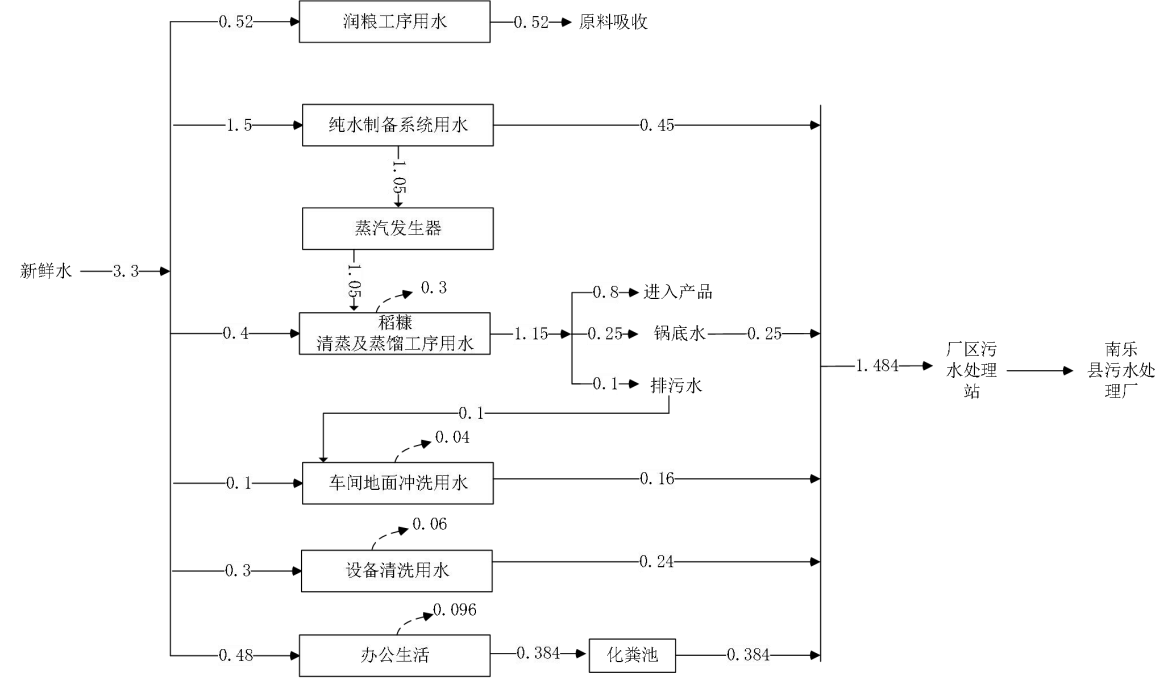 0.52
润粮工序用水
0.52
原料吸收
1.5
纯水制备系统用水
0.45
1.05
蒸汽发生器
新鲜水
3.3
1.05
0.3
0.4
稻糠
清蒸及蒸馏工序用水
1.15
0.8
进入产品
0.25
锅底水
0.25
0.1
排污水
1.484
厂区污
水处理
站
南乐
县污水处
理厂
0.1
0.04
0.1
车间地面冲洗用水
0.16
0.06
0.3
设备清洗用水
0.24
0.096
0.48
办公生活
0.384
化粪池
0.384